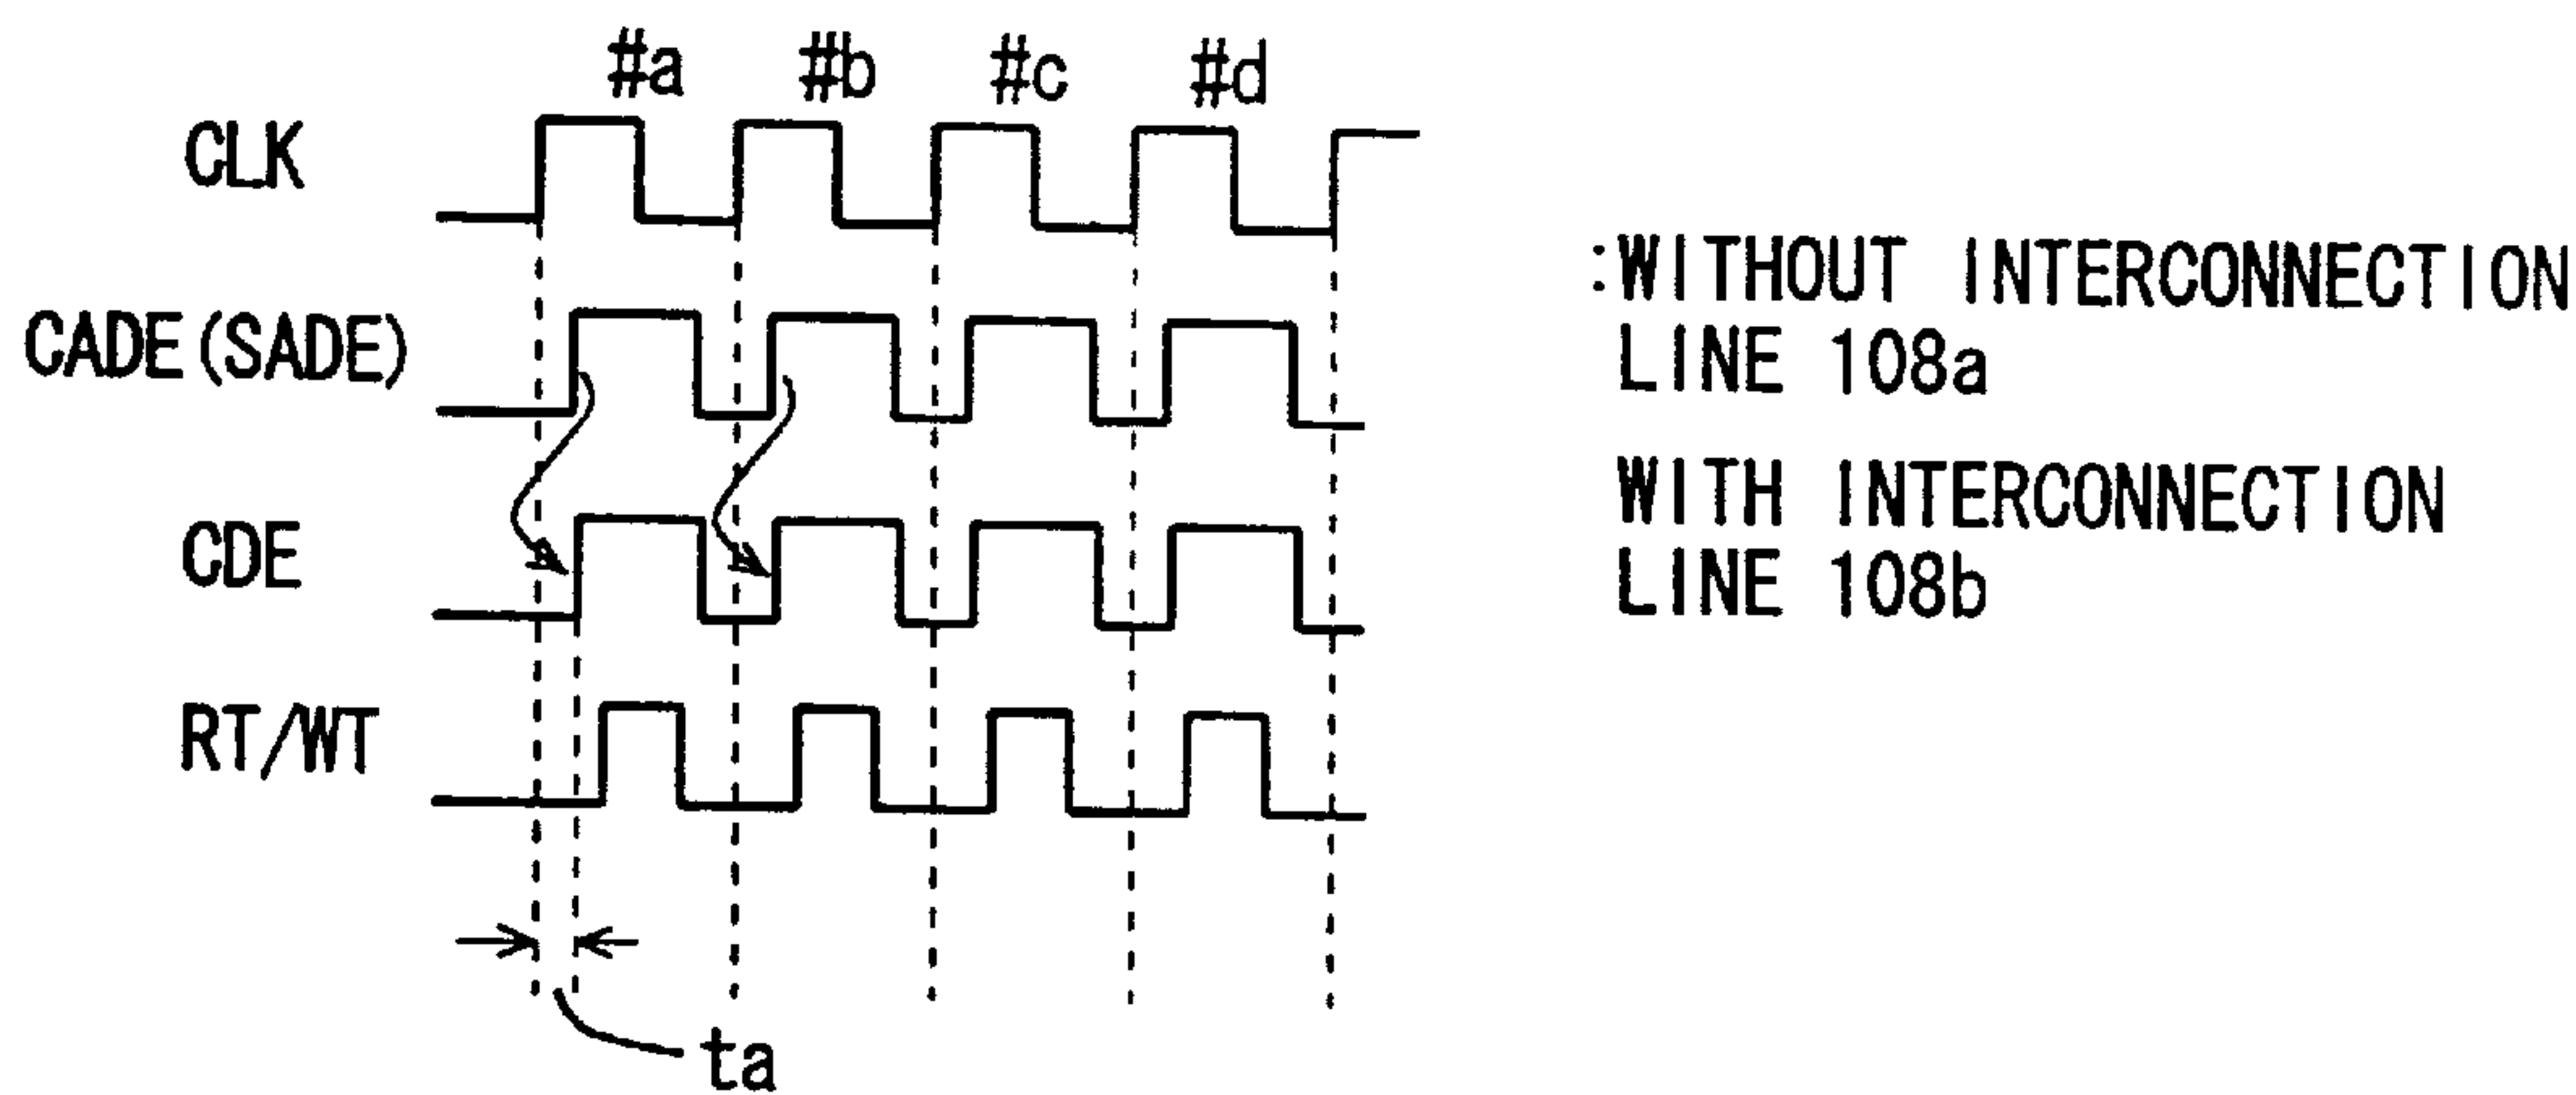 #a #b #c #d
CLK
CADE(SADE)
CDE
RT/WT
ta
:WITHOUT INTERCONNECTION
LINE 108a
WITH INTERCONNECTION
LINE 108b